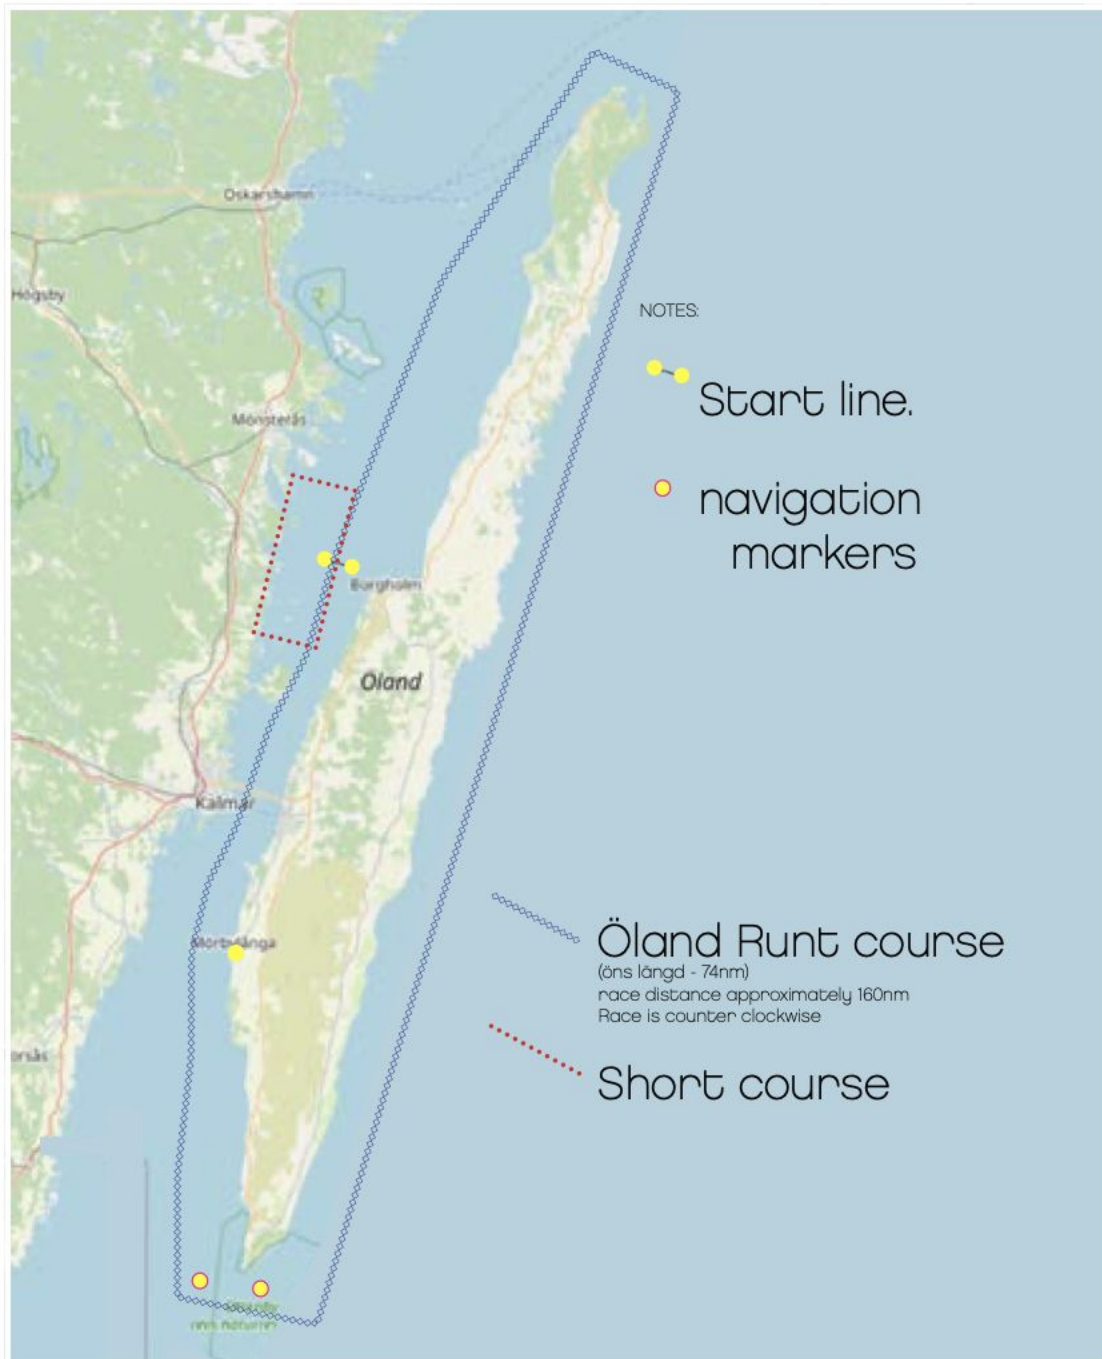 Oskarshamn
Högsby
NOTES:
Start line.
Mönsterås
navigation
markers
Borgholm
Öland
Kalmar
Öland Runt course
(öns längd - 74nm)
race distance approximately 160nm
Race is counter clockwise
Mörbylånga
orsås
Short course